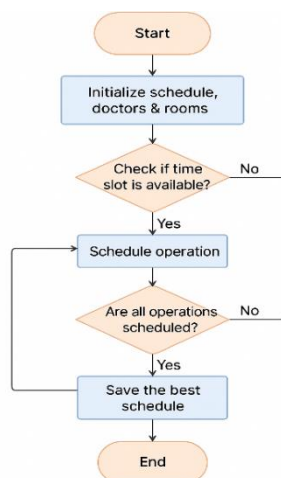 Start
Initialize schedule,
doctors & rooms
Check if time
slot is available?
No
Yes
Schedule operation
Are all operations
scheduled?
No
Yes
Save the best
schedule
End